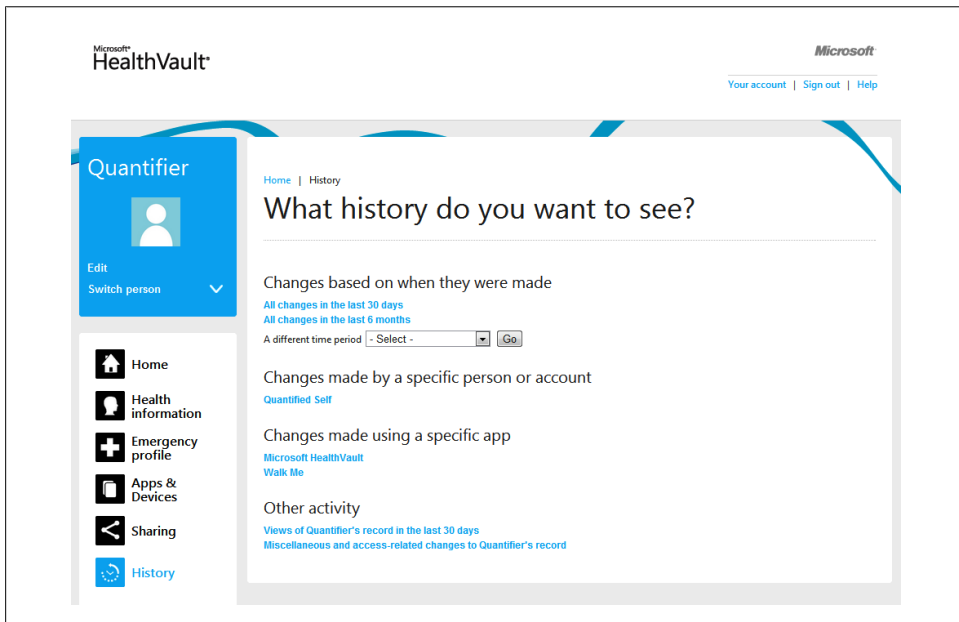 Microsoft®
HealthVault®
Microsoft
Your account | Sign out | Help
Quantifier
Edit
Switch person
Home
Health
information
Emergency
profile
Apps &
Devices
Sharing
History
Home | History
What history do you want to see?
Changes based on when they were made
All changes in the last 30 days
All changes in the last 6 months
A different time period - Select - Go
Changes made by a specific person or account
Quantified Self
Changes made using a specific app
Microsoft HealthVault
Walk Me
Other activity
Views of Quantifier's record in the last 30 days
Miscellaneous and access-related changes to Quantifier's record